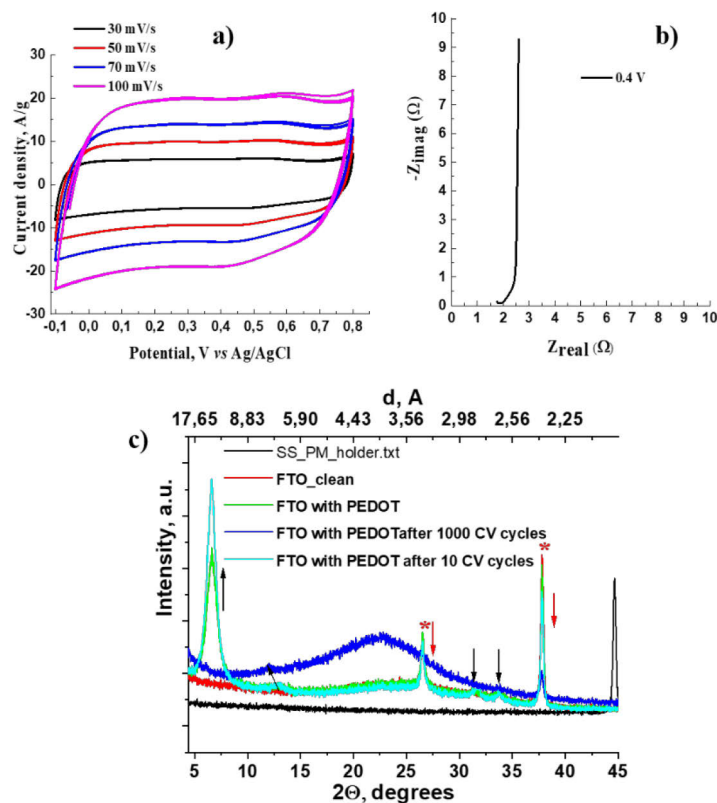 30 mV/s
50 mV/s
70 mV/s
100 mV/s
a)
Current density, A/g
30
20
10
0
-10
-20
-30
-0,1 0,0 0,1 0,2 0,3 0,4 0,5 0,6 0,7 0,8
Potential, V vs Ag/AgCl
b)
0.4 V
-Zimag (Ω)
10
9
8
7
6
5
4
3
2
1
0
0 1 2 3 4 5 6 7 8 9 10
Zreal (Ω)
d, A
17,65 8,83 5,90 4,43 3,56 2,98 2,56 2,25
c)
SS_PM_holder.txt
FTO_clean
FTO with PEDOT
FTO with PEDOTafter 1000 CV cycles
FTO with PEDOT after 10 CV cycles
*
*
Intensity, a.u.
5 10 15 20 25 30 35 40 45
2Θ, degrees